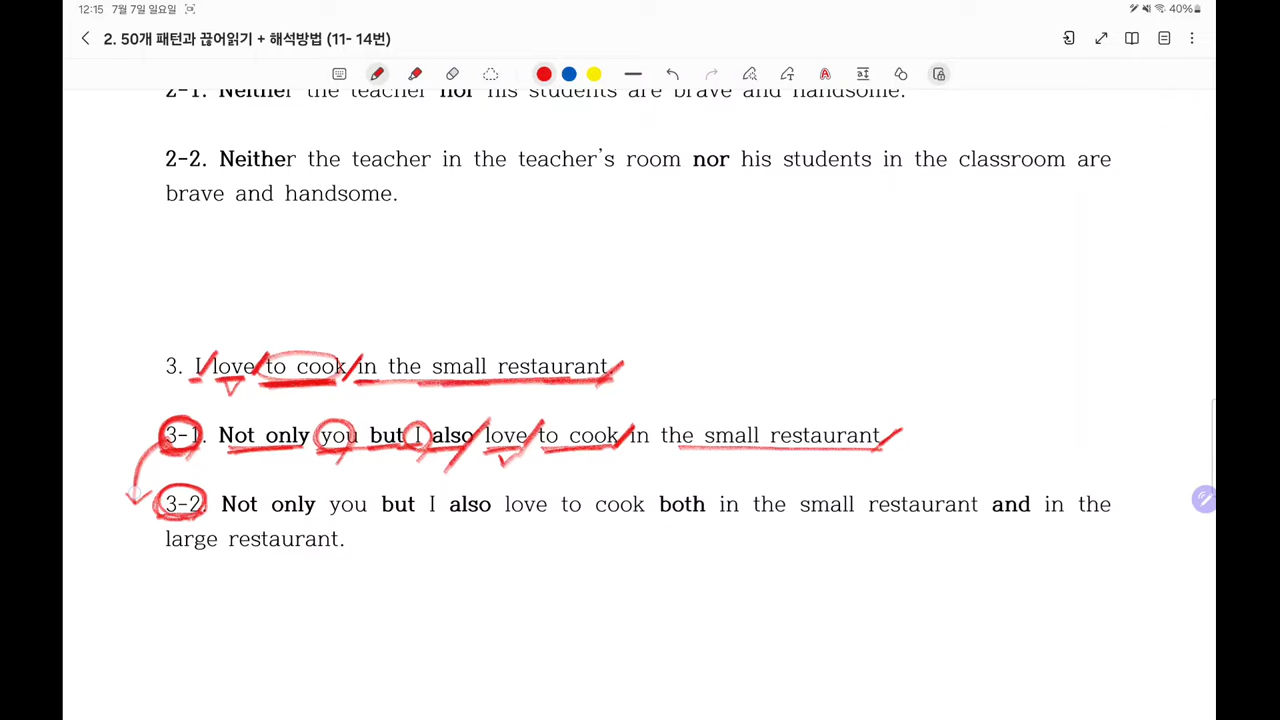 12:15 7월 7일 일요일 40%
2. 50개 패턴과 끊어읽기 + 해석방법 (11- 14번)
2-1. Neither the teacher nor his students are brave and handsome.
2-2. Neither the teacher in the teacher's room nor his students in the classroom are
brave and handsome.
3. I love to cook in the small restaurant.
3-1. Not only you but I also love to cook in the small restaurant.
3-2. Not only you but I also love to cook both in the small restaurant and in the
large restaurant.